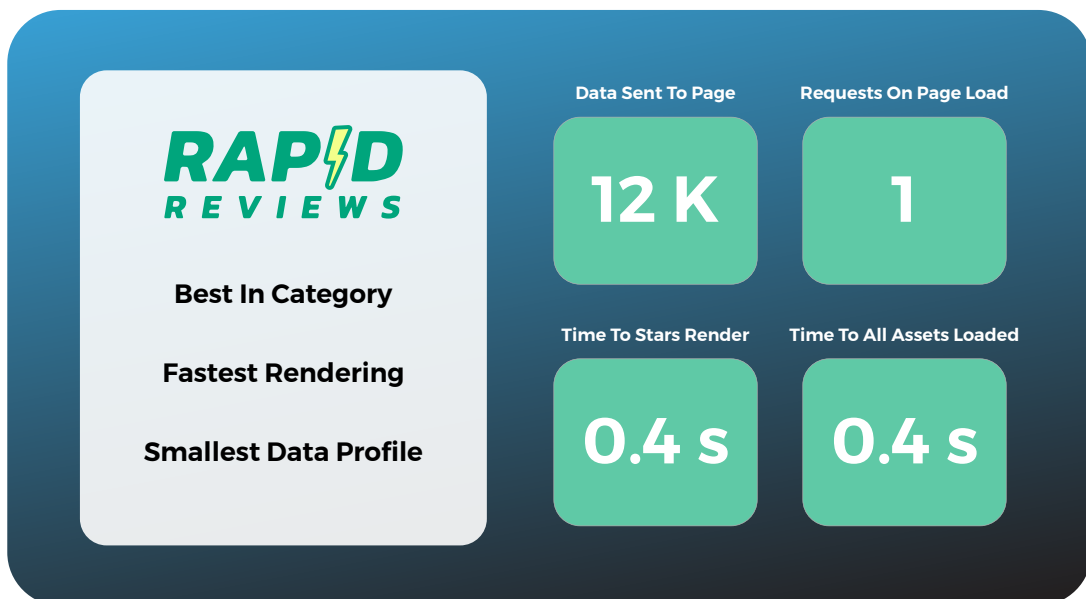 RAPID
REVIEWS
Best In Category
Fastest Rendering
Smallest Data Profile
Data Sent To Page
12 K
Requests On Page Load
1
Time To Stars Render
0.4 s
Time To All Assets Loaded
0.4 s